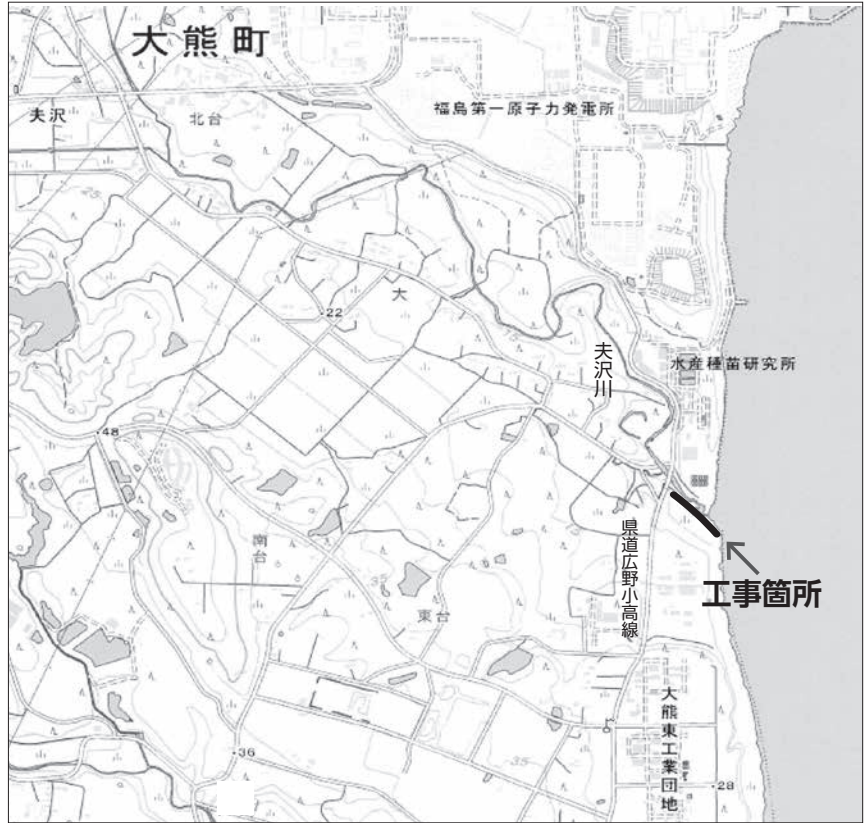 大熊町
福島第一原子力発電所
夫沢
北台
25
22
大
15
夫沢川
水産種苗研究所
48
南台
35
東台
県道広野小高線
工事箇所
大熊東工業団地
36
35
28